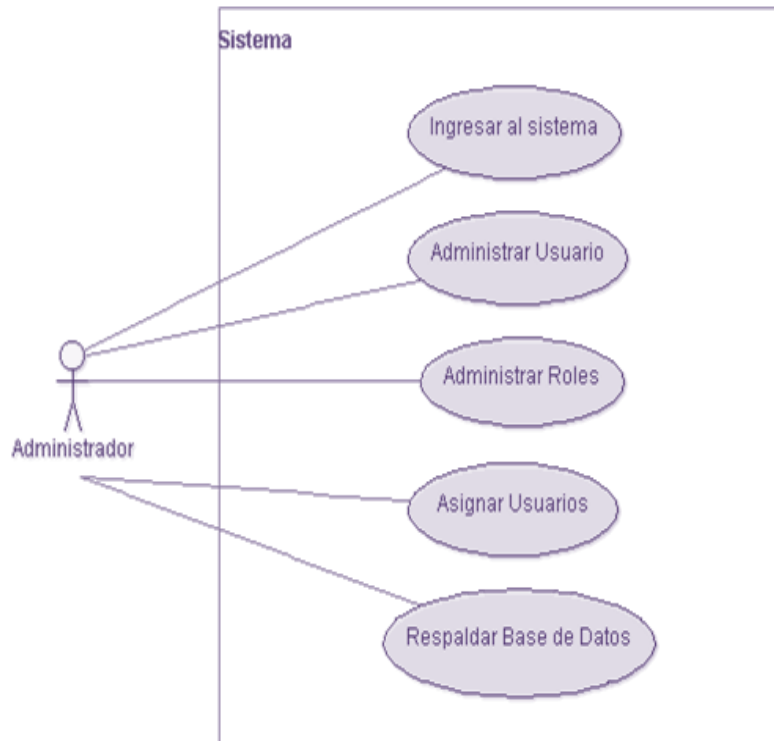 Sistema
Ingresar al sistema
Administrar Usuario
Administrar Roles
Administrador
Asignar Usuarios
Respaldar Base de Datos